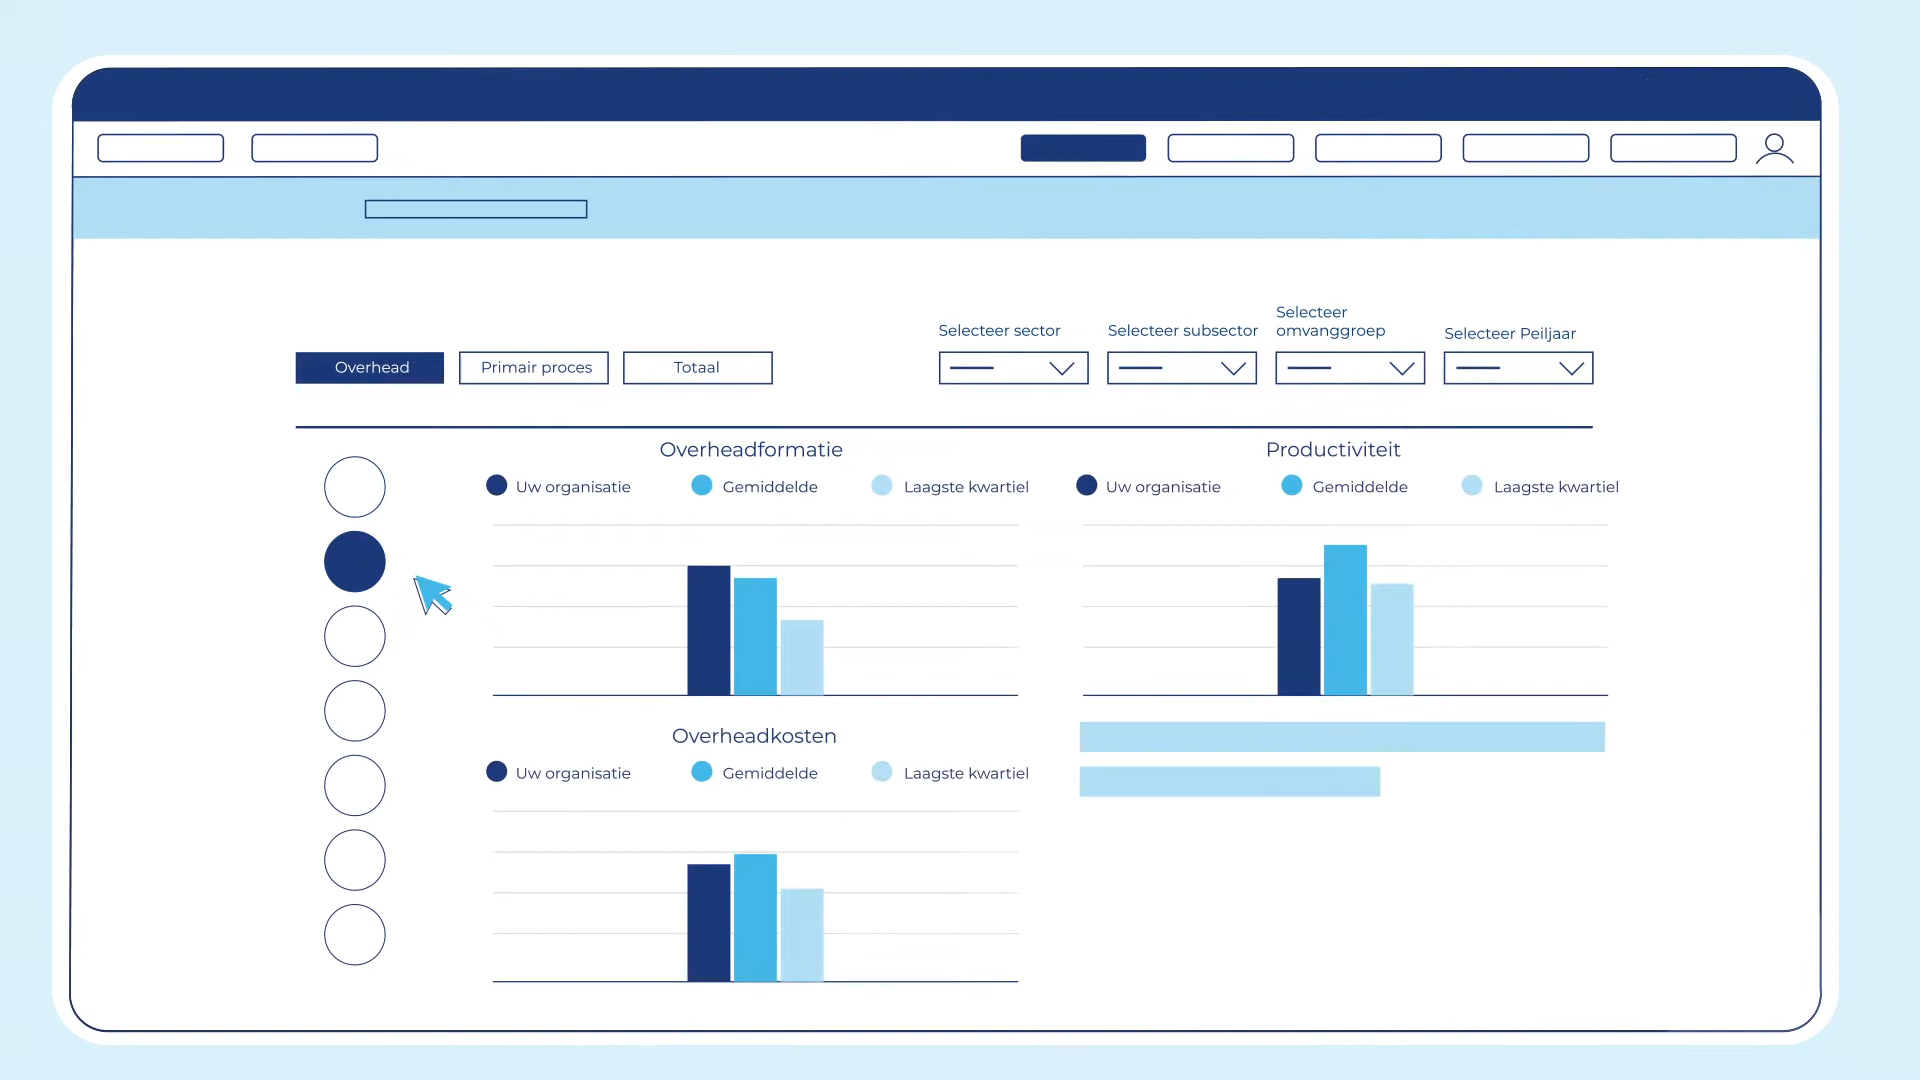 Selecteer sector
Selecteer subsector
Selecteer
omvanggroep
Selecteer Peiljaar
Overhead
Primair proces
Totaal
Overheadformatie
Uw organisatie
Gemiddelde
Laagste kwartiel
Productiviteit
Uw organisatie
Gemiddelde
Laagste kwartiel
Overheadkosten
Uw organisatie
Gemiddelde
Laagste kwartiel